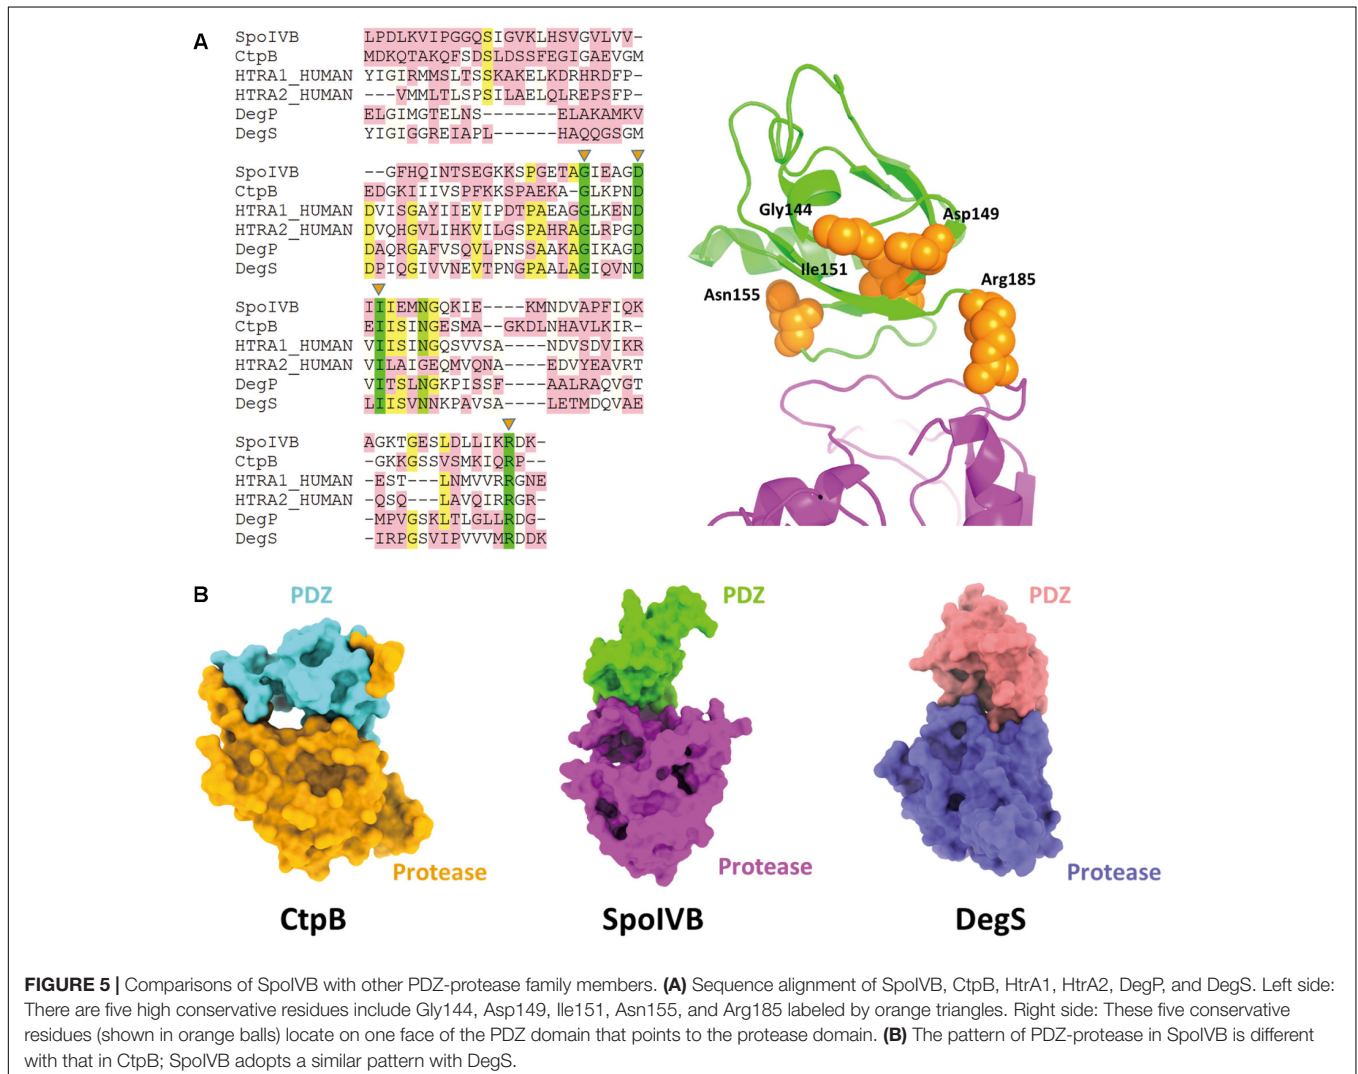 A
SpoIVB LPDLKVIPGGQSIGVKLHSVGVLVV-
CtpB MDKQTAKQFSDSLDSSFEGIGAEVGM
HTRA1_HUMAN YIGIRMMSLTSSKAKELKDRHRDFP-
HTRA2_HUMAN ---VMMLTLSPSILAELQLREPSFP-
DegP ELGIMGTELNS-------ELAKAMKV
DegS YIGIGGREIAPL------HAQQGSGM
SpoIVB --GFHQINTSEGKKSPGETAGIEAGD
CtpB EDGKIIIVSPFKKSPAEKA-GLKPND
HTRA1_HUMAN DVISGAYIIEVIPDTPAEAGGLKEND
HTRA2_HUMAN DVQHGVLIHKVILGSPAHRAGLRPGD
DegP DAQRGAFVSQVLPNSSAAKAGIKAGD
DegS DPIQGIVVNEVTPNGPAALAGIQVND
SpoIVB IIIEMNGQKIE----KMNDVAPFIQK
CtpB EIISINGESMA--GKDLNHAVLKIR-
HTRA1_HUMAN VIISINGQSVVSA----NDVSDVIKR
HTRA2_HUMAN VILAIGEQMVQNA----EDVYEAVRT
DegP VITSLNGKPISSF----AALRAQVGT
DegS LIISVNNKPAVSA----LETMDQVAE
SpoIVB AGKTGESLDLLIKRDK-
CtpB -GKKGSSVSMKIQRP--
HTRA1_HUMAN -EST---LNMVVRRGNE
HTRA2_HUMAN -QSQ---LAVQIRRGR-
DegP -MPVGSKLTLGLLRDG-
DegS -IRPGSVIPVVVMRDDK
Gly144
Asp149
Ile151
Asn155
Arg185
B
PDZ
Protease
CtpB
PDZ
Protease
SpoIVB
PDZ
Protease
DegS
FIGURE 5 | Comparisons of SpoIVB with other PDZ-protease family members. (A) Sequence alignment of SpoIVB, CtpB, HtrA1, HtrA2, DegP, and DegS. Left side:
There are five high conservative residues include Gly144, Asp149, Ile151, Asn155, and Arg185 labeled by orange triangles. Right side: These five conservative
residues (shown in orange balls) locate on one face of the PDZ domain that points to the protease domain. (B) The pattern of PDZ-protease in SpoIVB is different
with that in CtpB; SpoIVB adopts a similar pattern with DegS.